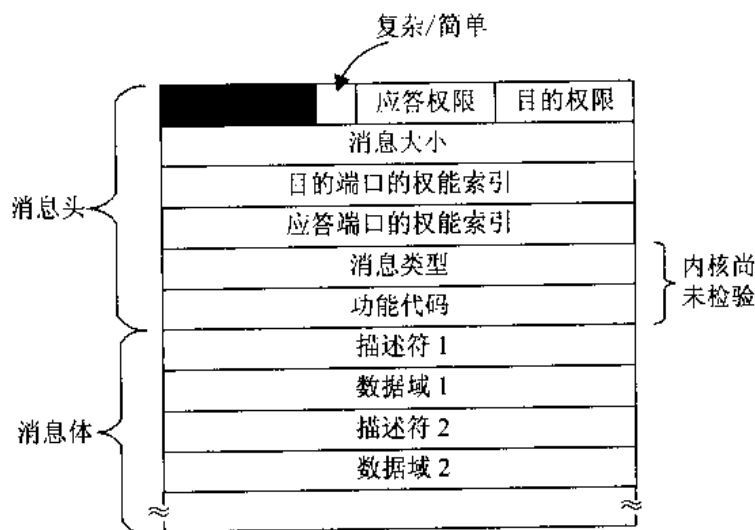 复杂/简单
应答权限
目的权限
消息大小
目的端口的权能索引
应答端口的权能索引
消息头
消息类型
内核尚
未检验
功能代码
描述符 1
数据域 1
消息体
描述符 2
数据域 2